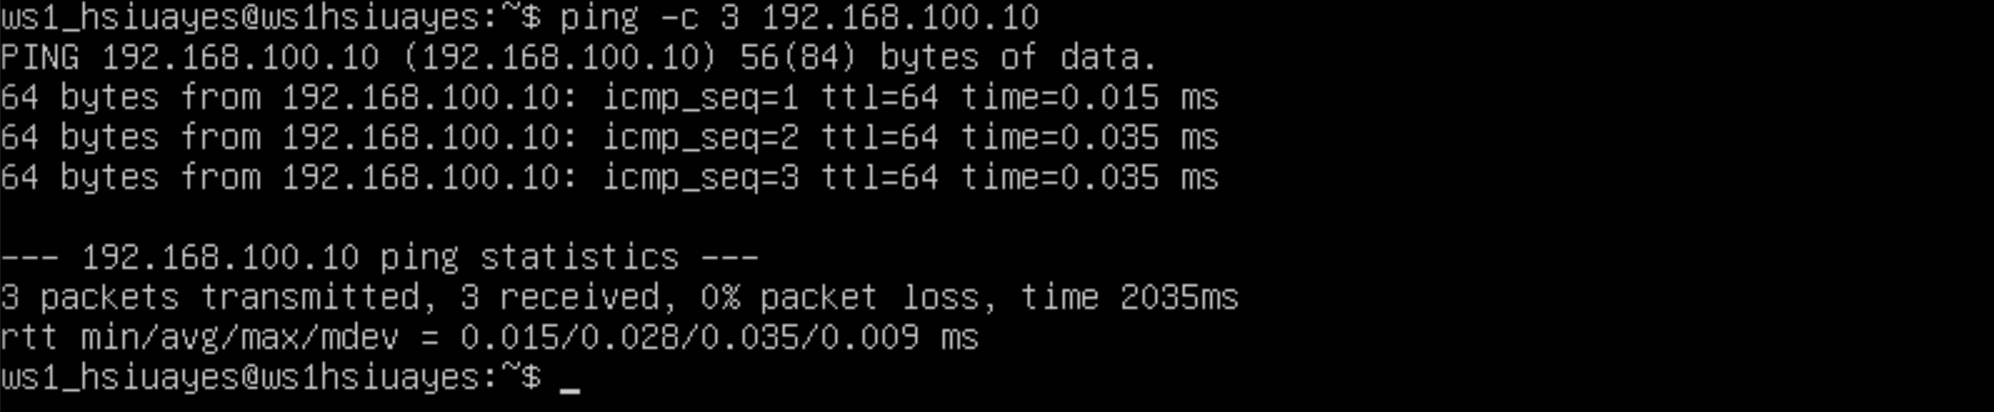 ws1_hsiuayes@ws1hsiuayes:~$ ping -c 3 192.168.100.10
PING 192.168.100.10 (192.168.100.10) 56(84) bytes of data.
64 bytes from 192.168.100.10: icmp_seq=1 ttl=64 time=0.015 ms
64 bytes from 192.168.100.10: icmp_seq=2 ttl=64 time=0.035 ms
64 bytes from 192.168.100.10: icmp_seq=3 ttl=64 time=0.035 ms
--- 192.168.100.10 ping statistics ---
3 packets transmitted, 3 received, 0% packet loss, time 2035ms
rtt min/avg/max/mdev = 0.015/0.028/0.035/0.009 ms
ws1_hsiuayes@ws1hsiuayes:~$ _